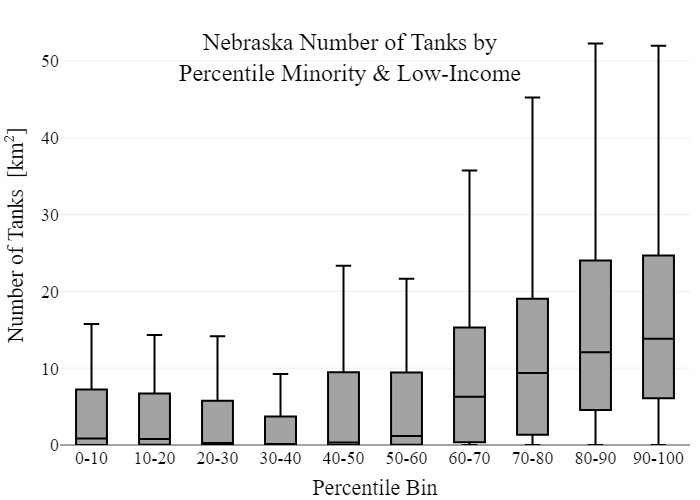 Nebraska Number of Tanks by
Percentile Minority & Low-Income
Number of Tanks [km²]
50
40
30
20
10
0
0-10 10-20 20-30 30-40 40-50 50-60 60-70 70-80 80-90 90-100
Percentile Bin